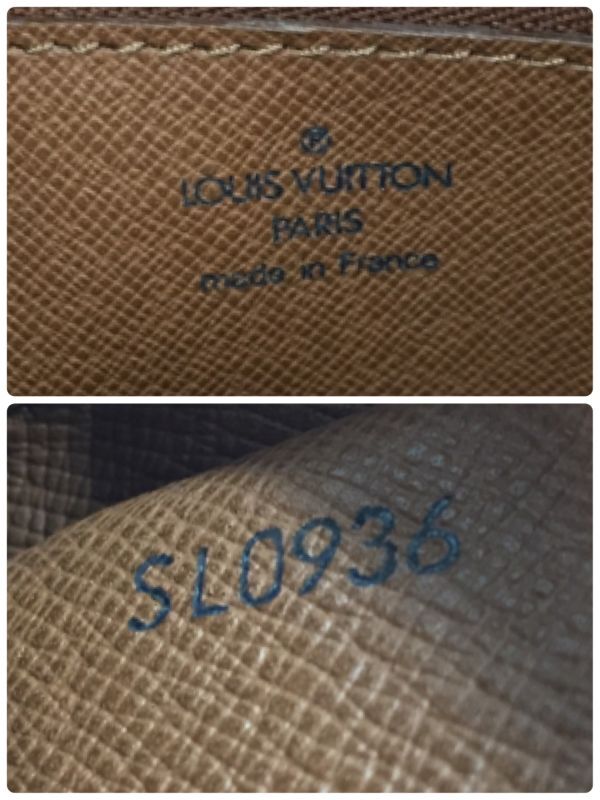 LOUIS VUITTON
PARIS
made in France
SL0936